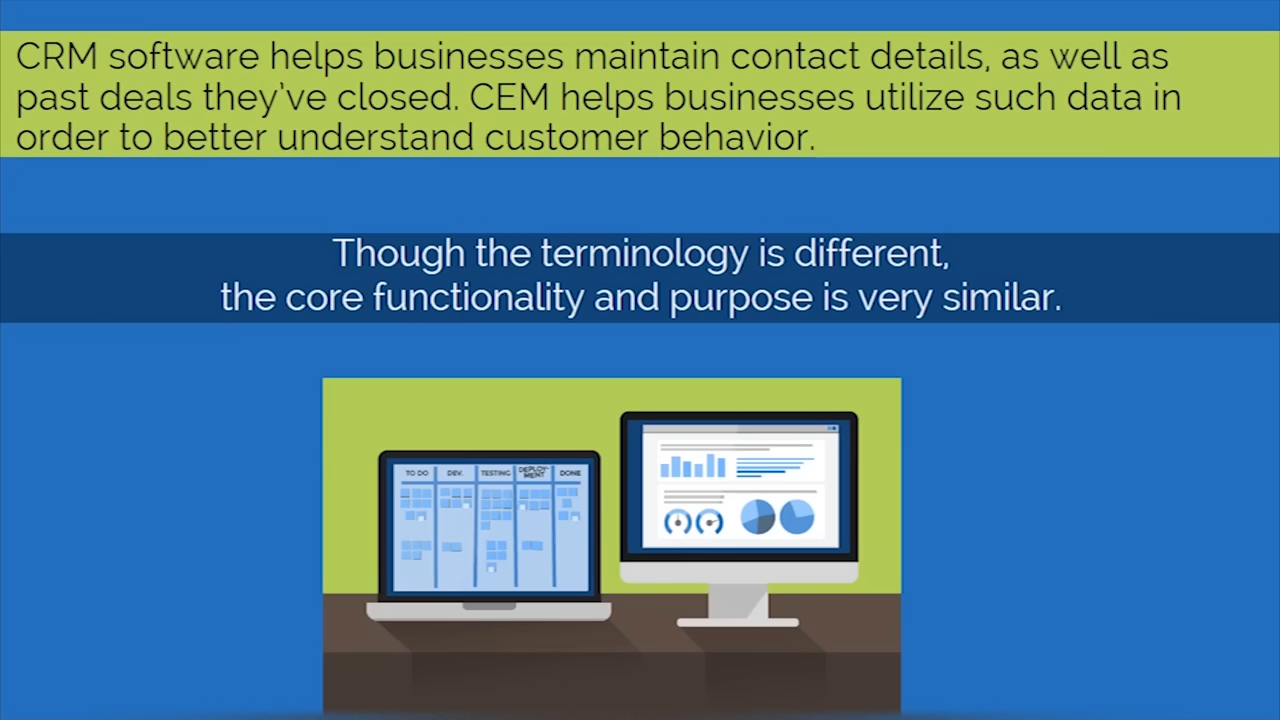 CRM software helps businesses maintain contact details, as well as
past deals they've closed. CEM helps businesses utilize such data in
order to better understand customer behavior.
Though the terminology is different,
the core functionality and purpose is very similar.
TO DO DEV. TESTING DEPLOY-
MENT DONE